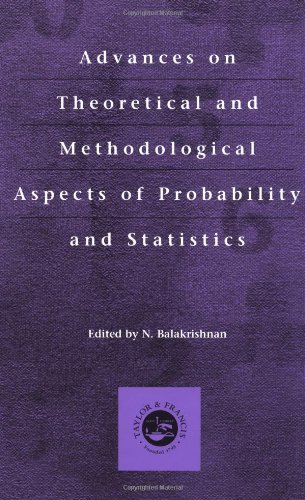 Advances on
Theoretical and
Methodological
Aspects of Probability
and Statistics
Edited by N. Balakrishnan
TAYLOR & FRANCIS